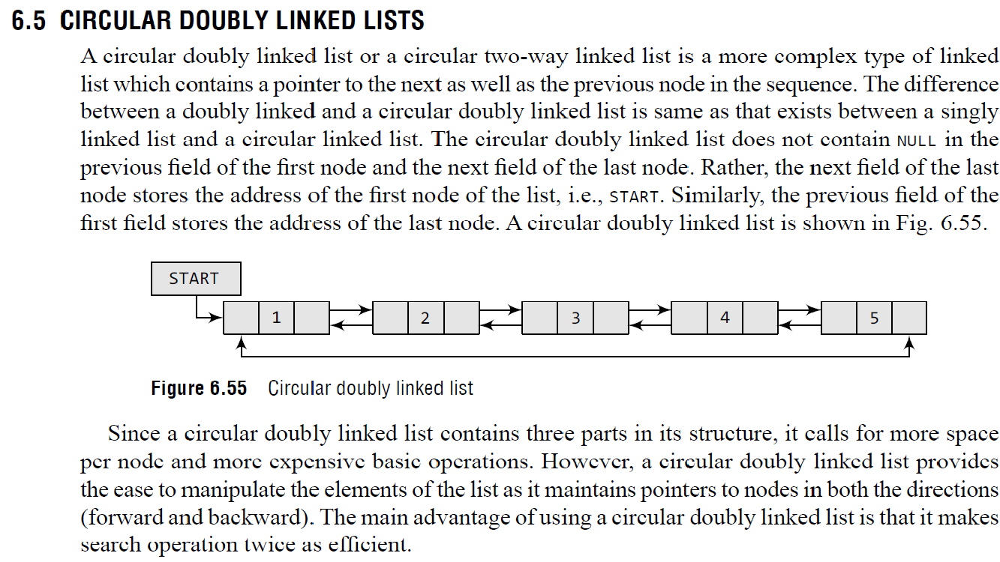 6.5 CIRCULAR DOUBLY LINKED LISTS
A circular doubly linked list or a circular two-way linked list is a more complex type of linked
list which contains a pointer to the next as well as the previous node in the sequence. The difference
between a doubly linked and a circular doubly linked list is same as that exists between a singly
linked list and a circular linked list. The circular doubly linked list does not contain NULL in the
previous field of the first node and the next field of the last node. Rather, the next field of the last
node stores the address of the first node of the list, i.e., START. Similarly, the previous field of the
first field stores the address of the last node. A circular doubly linked list is shown in Fig. 6.55.
START
1 2 3 4 5
Figure 6.55 Circular doubly linked list
Since a circular doubly linked list contains three parts in its structure, it calls for more space
per node and more expensive basic operations. However, a circular doubly linked list provides
the ease to manipulate the elements of the list as it maintains pointers to nodes in both the directions
(forward and backward). The main advantage of using a circular doubly linked list is that it makes
search operation twice as efficient.